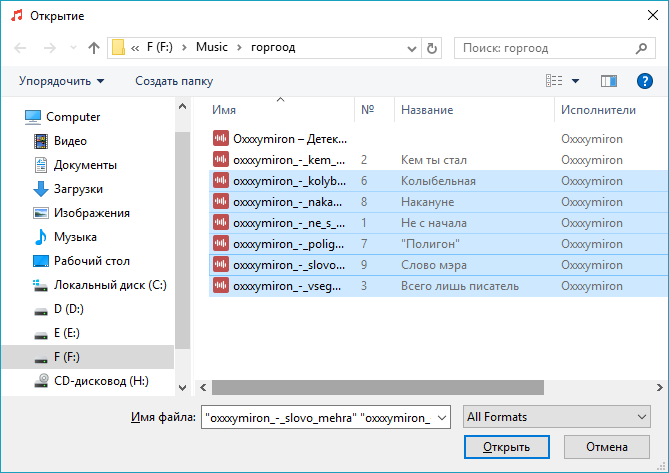 Открытие
« F (F:) › Music › горгоод
Поиск: горгоод
Упорядочить Создать папку
?
Computer
Видео
Документы
Загрузки
Изображения
Музыка
Рабочий стол
Локальный диск (C:)
D (D:)
E (E:)
F (F:)
CD-дисковод (H:)
Имя № Название Исполнители
Oxxxymiron – Детек... Oxxxymiron
oxxxymiron_-_kem_... 2 Кем ты стал Oxxxymiron
oxxxymiron_-_kolyb... 6 Колыбельная Oxxxymiron
oxxxymiron_-_naka... 8 Накануне Oxxxymiron
oxxxymiron_-_ne_s_... 1 Не с начала Oxxxymiron
oxxxymiron_-_polig... 7 "Полигон" Oxxxymiron
oxxxymiron_-_slovo... 9 Слово мэра Oxxxymiron
oxxxymiron_-_vseg... 3 Всего лишь писатель Oxxxymiron
Имя файла: "oxxxymiron_-_slovo_mehra" "oxxxymiron_ All Formats
Открыть Отмена